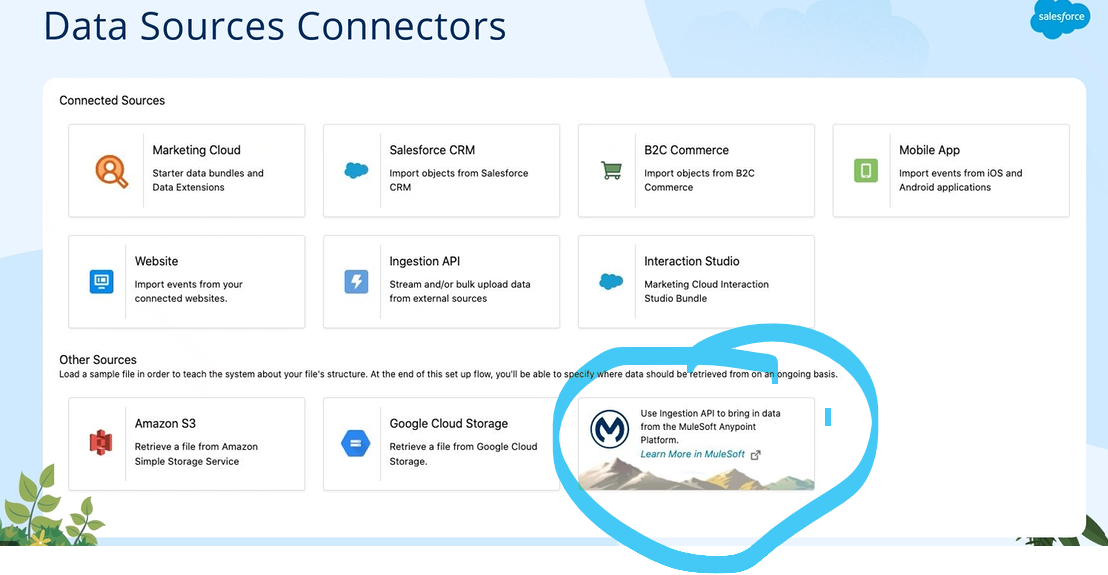 Data Sources Connectors
salesforce
Connected Sources
Marketing Cloud
Starter data bundles and
Data Extensions
Salesforce CRM
Import objects from Salesforce
CRM
B2C Commerce
Import objects from B2C
Commerce
Mobile App
Import events from iOS and
Android applications
Website
Import events from your
connected websites.
Ingestion API
Stream and/or bulk upload data
from external sources
Interaction Studio
Marketing Cloud Interaction
Studio Bundle
Other Sources
Load a sample file in order to teach the system about your file's structure. At the end of this set up flow, you'll be able to specify where data should be retrieved from on an ongoing basis.
Amazon S3
Retrieve a file from Amazon
Simple Storage Service
Google Cloud Storage
Retrieve a file from Google Cloud
Storage.
Use Ingestion API to bring in data
from the MuleSoft Anypoint
Platform.
Learn More in MuleSoft